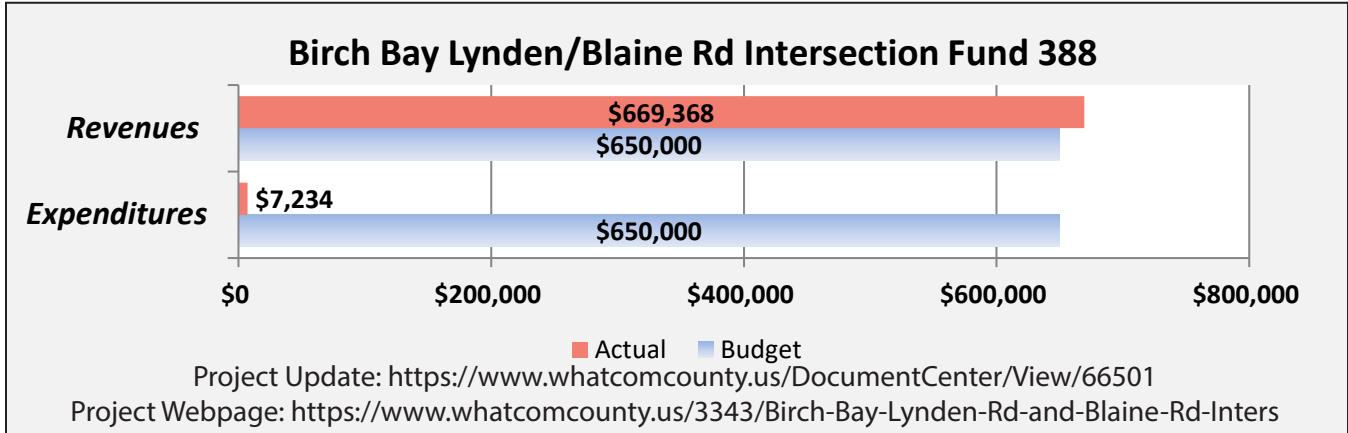 Birch Bay Lynden/Blaine Rd Intersection Fund 388
Revenues
$669,368
$650,000
Expenditures
$7,234
$650,000
$0 $200,000 $400,000 $600,000 $800,000
Actual Budget
Project Update: https://www.whatcomcounty.us/DocumentCenter/View/66501
Project Webpage: https://www.whatcomcounty.us/3343/Birch-Bay-Lynden-Rd-and-Blaine-Rd-Inters